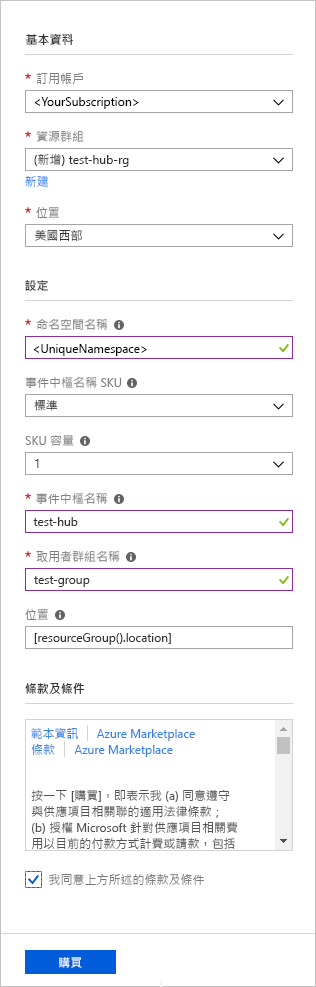 基本資料
* 訂用帳戶
<YourSubscription>
* 資源群組
(新增) test-hub-rg
新建
* 位置
美國西部
設定
* 命名空間名稱
<UniqueNamespace>
事件中樞名稱 SKU
標準
SKU 容量
1
* 事件中樞名稱
test-hub
* 取用者群組名稱
test-group
位置
[resourceGroup().location]
條款及條件
範本資訊 | Azure Marketplace
條款 | Azure Marketplace
按一下 [購買]，即表示我 (a) 同意遵守
與供應項目相關聯的適用法律條款；
(b) 授權 Microsoft 針對供應項目相關費
用以目前的付款方式計費或請款，包括
我同意上方所述的條款及條件
購買